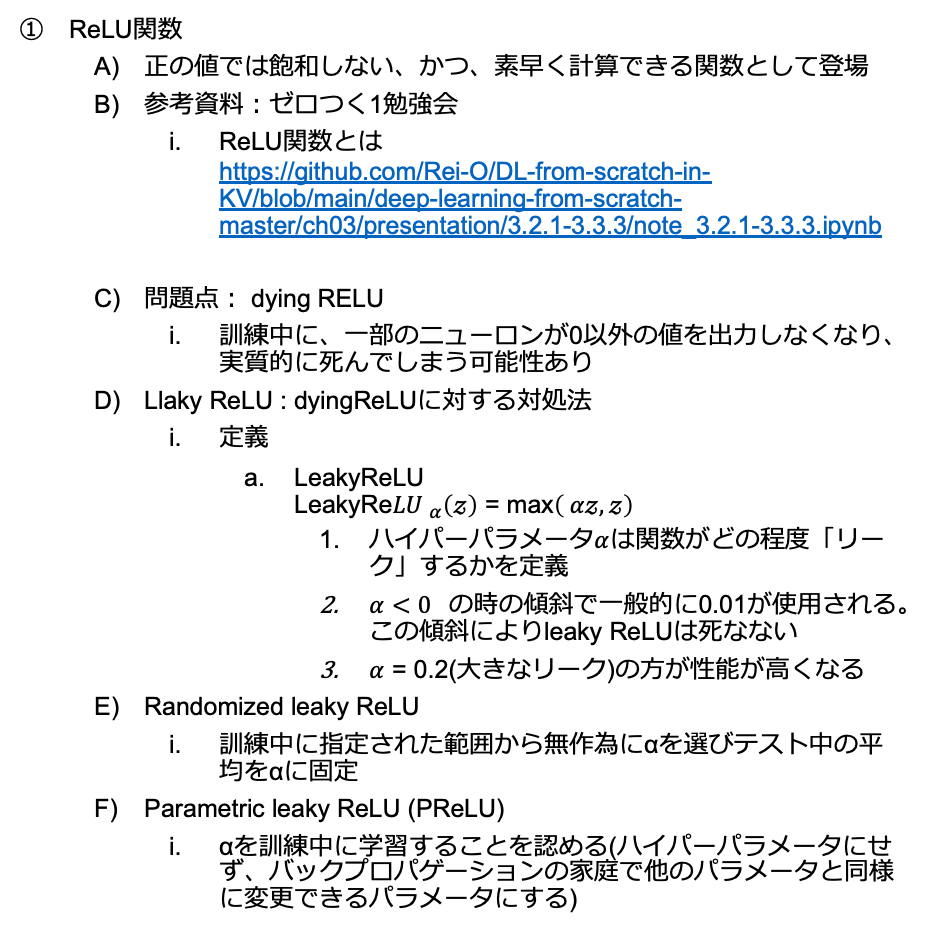 ① ReLU関数
A) 正の値では飽和しない、かつ、素早く計算できる関数として登場
B) 参考資料：ゼロつく1勉強会
i. ReLU関数とは
https://github.com/Rei-O/DL-from-scratch-in-
KV/blob/main/deep-learning-from-scratch-
master/ch03/presentation/3.2.1-3.3.3/note_3.2.1-3.3.3.ipynb
C) 問題点： dying RELU
i. 訓練中に、一部のニューロンが0以外の値を出力しなくなり、
実質的に死んでしまう可能性あり
D) Llaky ReLU : dyingReLUに対する対処法
i. 定義
a. LeakyReLU
LeakyReLU α(z) = max( αz, z)
1. ハイパーパラメータαは関数がどの程度「リー
ク」するかを定義
2. α < 0 の時の傾斜で一般的に0.01が使用される。
この傾斜によりleaky ReLUは死なない
3. α = 0.2(大きなリーク)の方が性能が高くなる
E) Randomized leaky ReLU
i. 訓練中に指定された範囲から無作為にαを選びテスト中の平
均をαに固定
F) Parametric leaky ReLU (PReLU)
i. αを訓練中に学習することを認める(ハイパーパラメータにせ
ず、バックプロパゲーションの家庭で他のパラメータと同様
に変更できるパラメータにする)